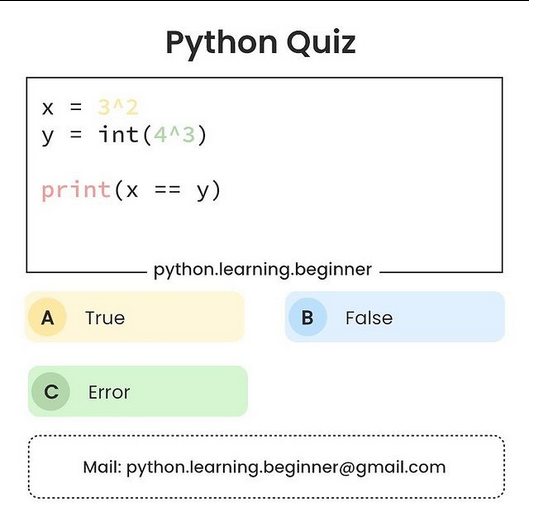 Python Quiz
x = 3^2
y = int(4^3)
print(x == y)
python.learning.beginner
A True
B False
C Error
Mail: python.learning.beginner@gmail.com